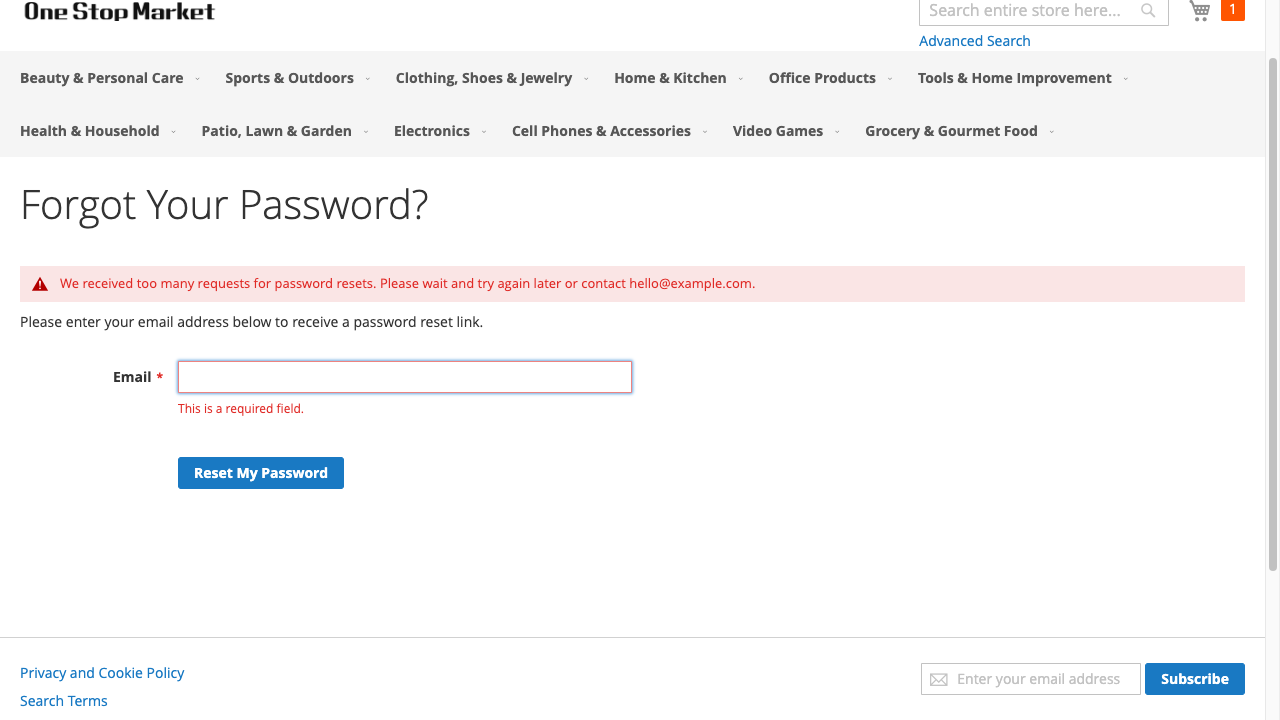 One Stop Market
Search entire store here...
1
Advanced Search
Beauty & Personal Care
Sports & Outdoors
Clothing, Shoes & Jewelry
Home & Kitchen
Office Products
Tools & Home Improvement
Health & Household
Patio, Lawn & Garden
Electronics
Cell Phones & Accessories
Video Games
Grocery & Gourmet Food
Forgot Your Password?
We received too many requests for password resets. Please wait and try again later or contact hello@example.com.
Please enter your email address below to receive a password reset link.
Email *
This is a required field.
Reset My Password
Privacy and Cookie Policy
Search Terms
Enter your email address
Subscribe